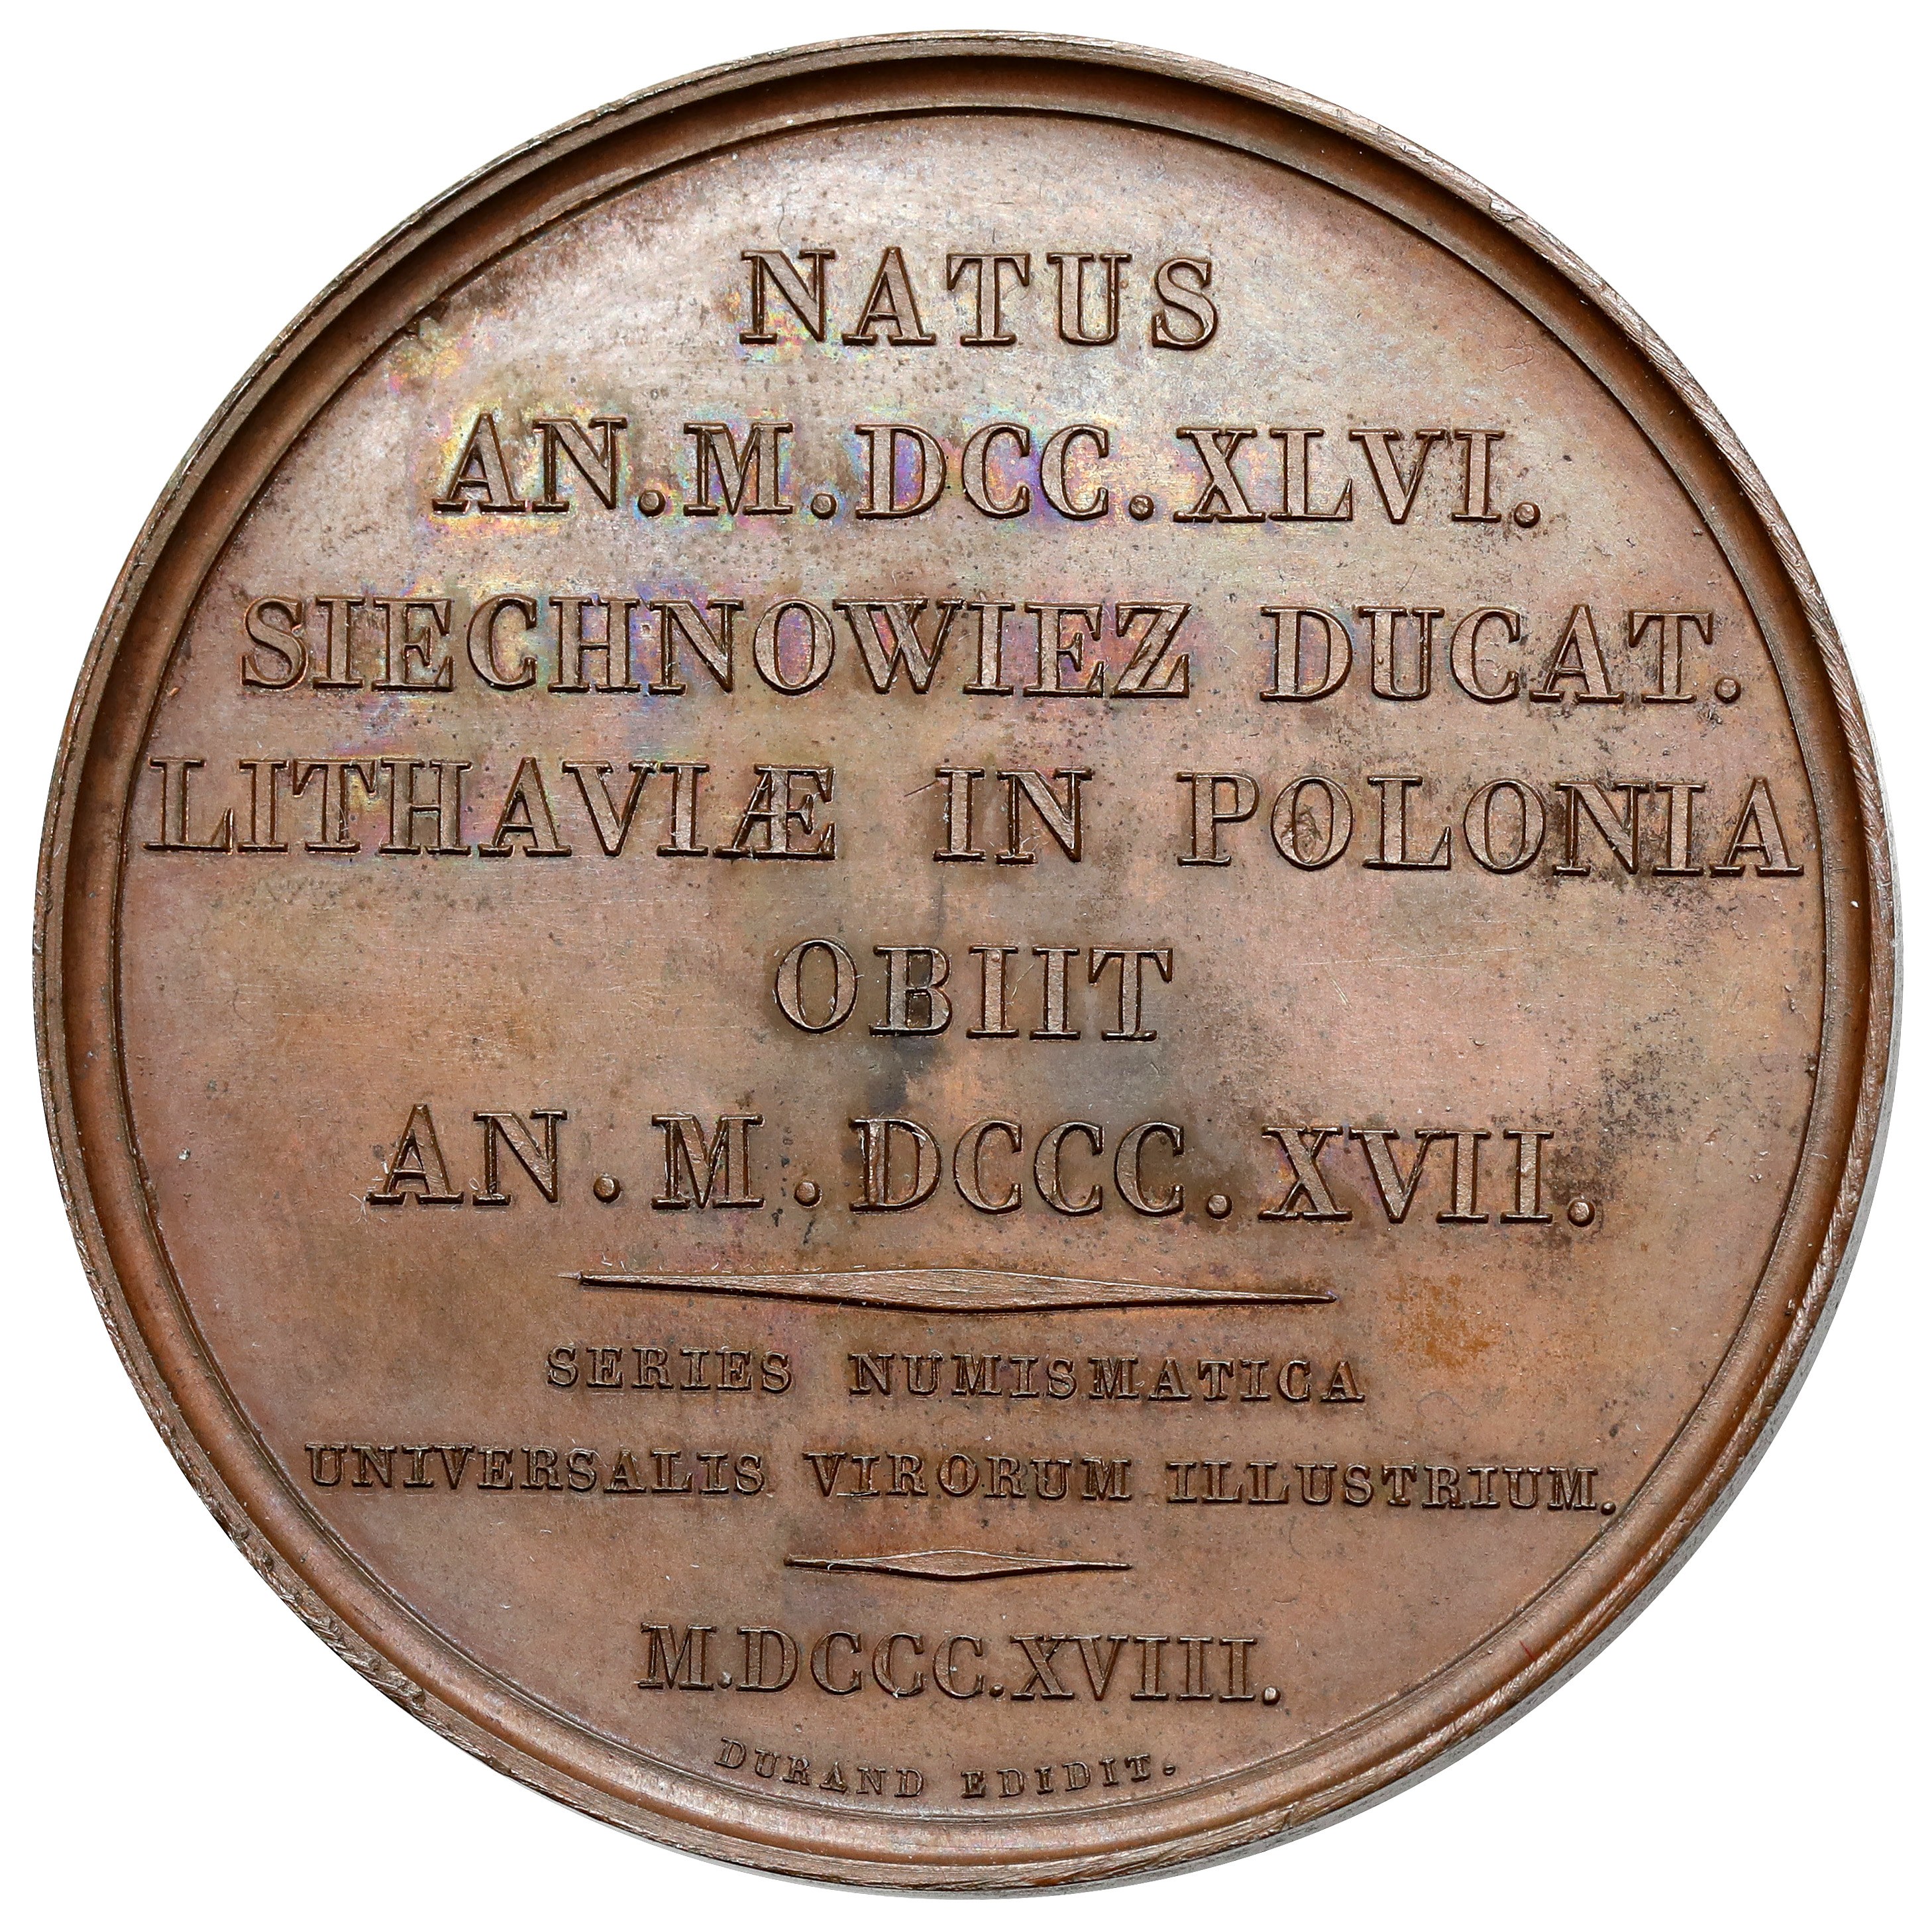 NATUS
AN.M.DCC.XLVI.
SIECHNOWIEZ DUCAT.
LITHAVIÆ IN POLONIA
OBIIT
AN.M.DCCC.XVII.
SERIES NUMISMATICA
UNIVERSALIS VIRORUM ILLUSTRIUM.
M.DCCC.XVIII.
DURAND EDIDIT.